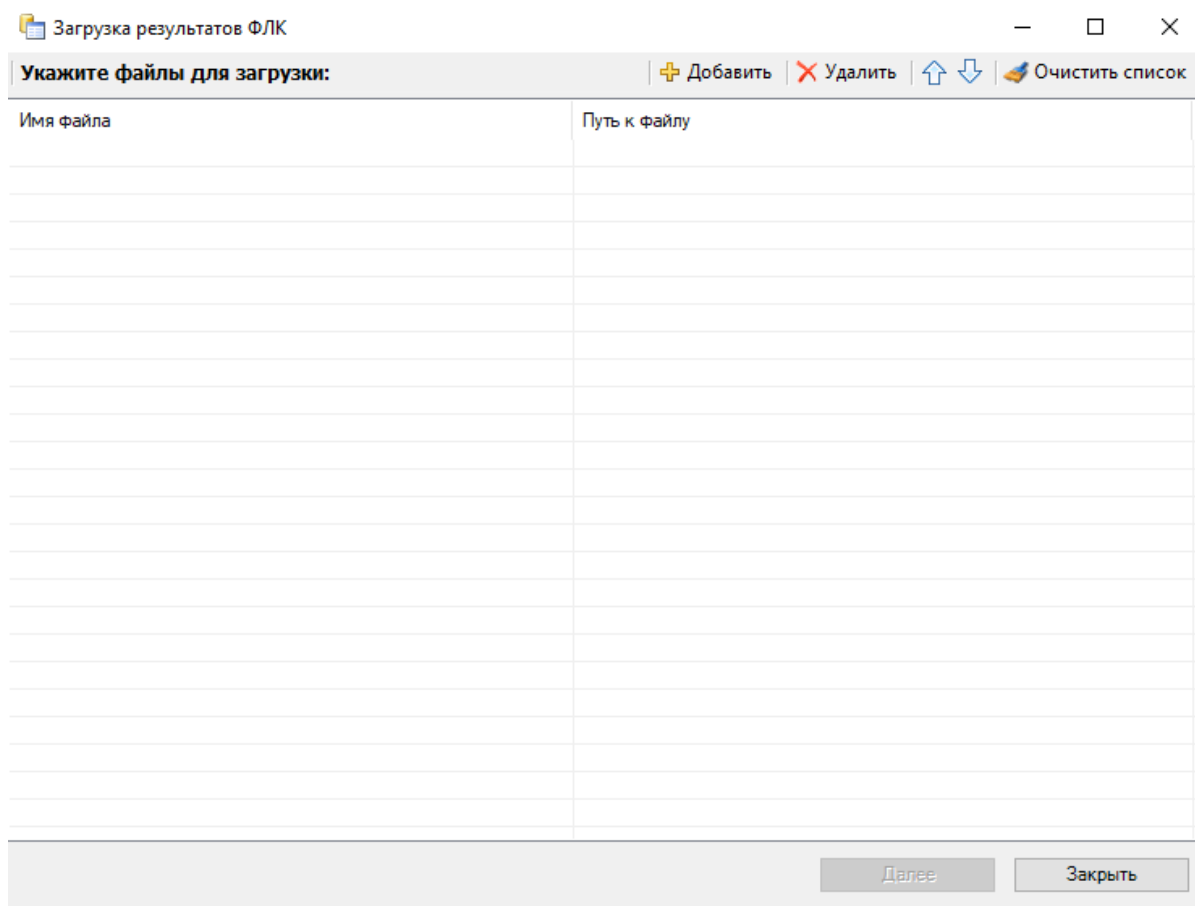 Загрузка результатов ФЛК
Укажите файлы для загрузки: Добавить Удалить Очистить список
Имя файла Путь к файлу
Далее Закрыть